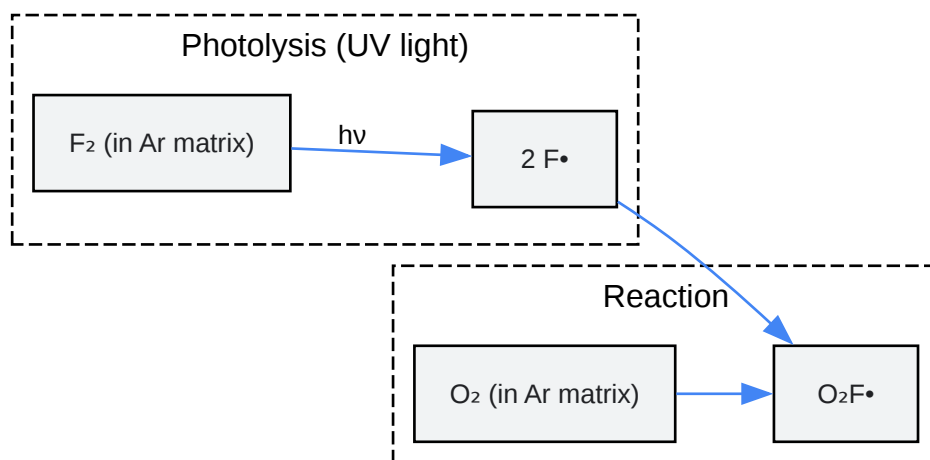 Photolysis (UV light)
F₂ (in Ar matrix)
hν
2 F•
Reaction
O₂ (in Ar matrix)
O₂F•